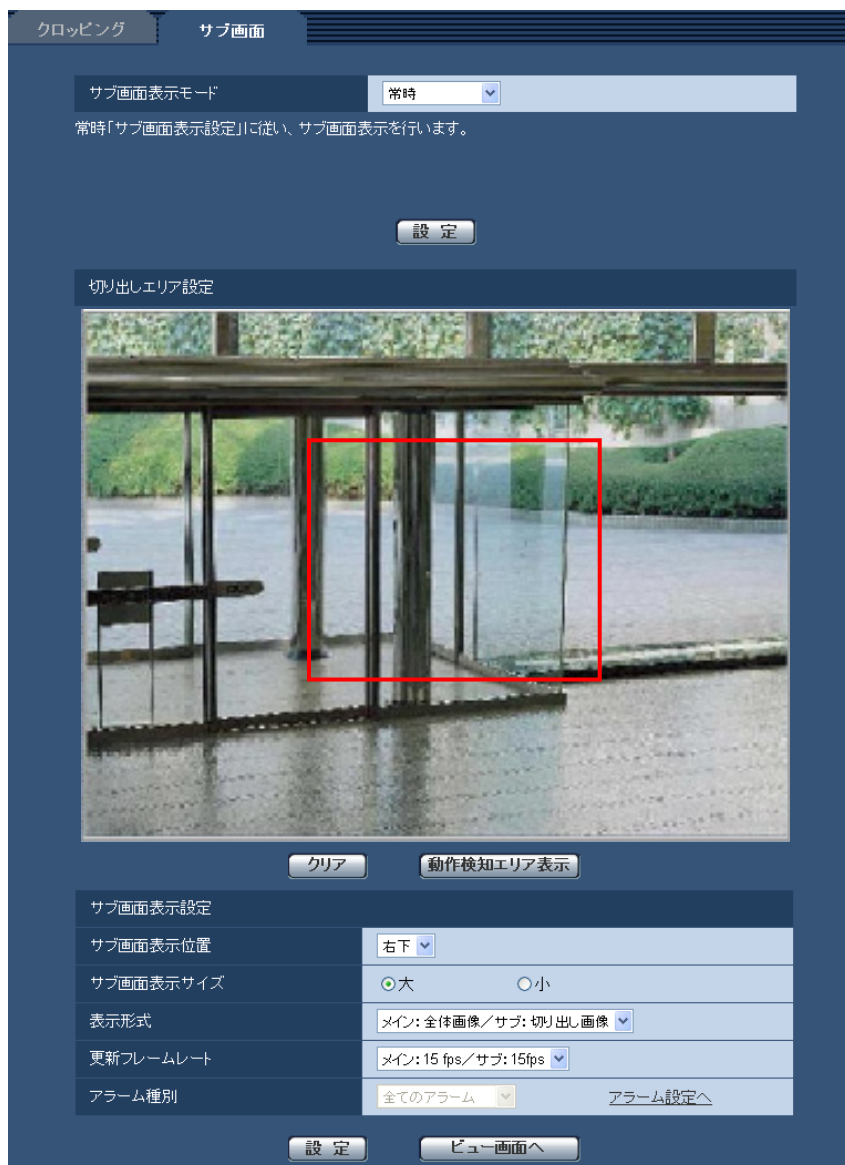 クロッピング
サブ画面
サブ画面表示モード 常時
常時「サブ画面表示設定」に従い、サブ画面表示を行います。
設 定
切り出しエリア設定
クリア 動作検知エリア表示
サブ画面表示設定
サブ画面表示位置 右下
サブ画面表示サイズ 大 小
表示形式 メイン:全体画像／サブ:切り出し画像
更新フレームレート メイン:15 fps／サブ:15fps
アラーム種別 全てのアラーム アラーム設定へ
設 定 ビュー画面へ